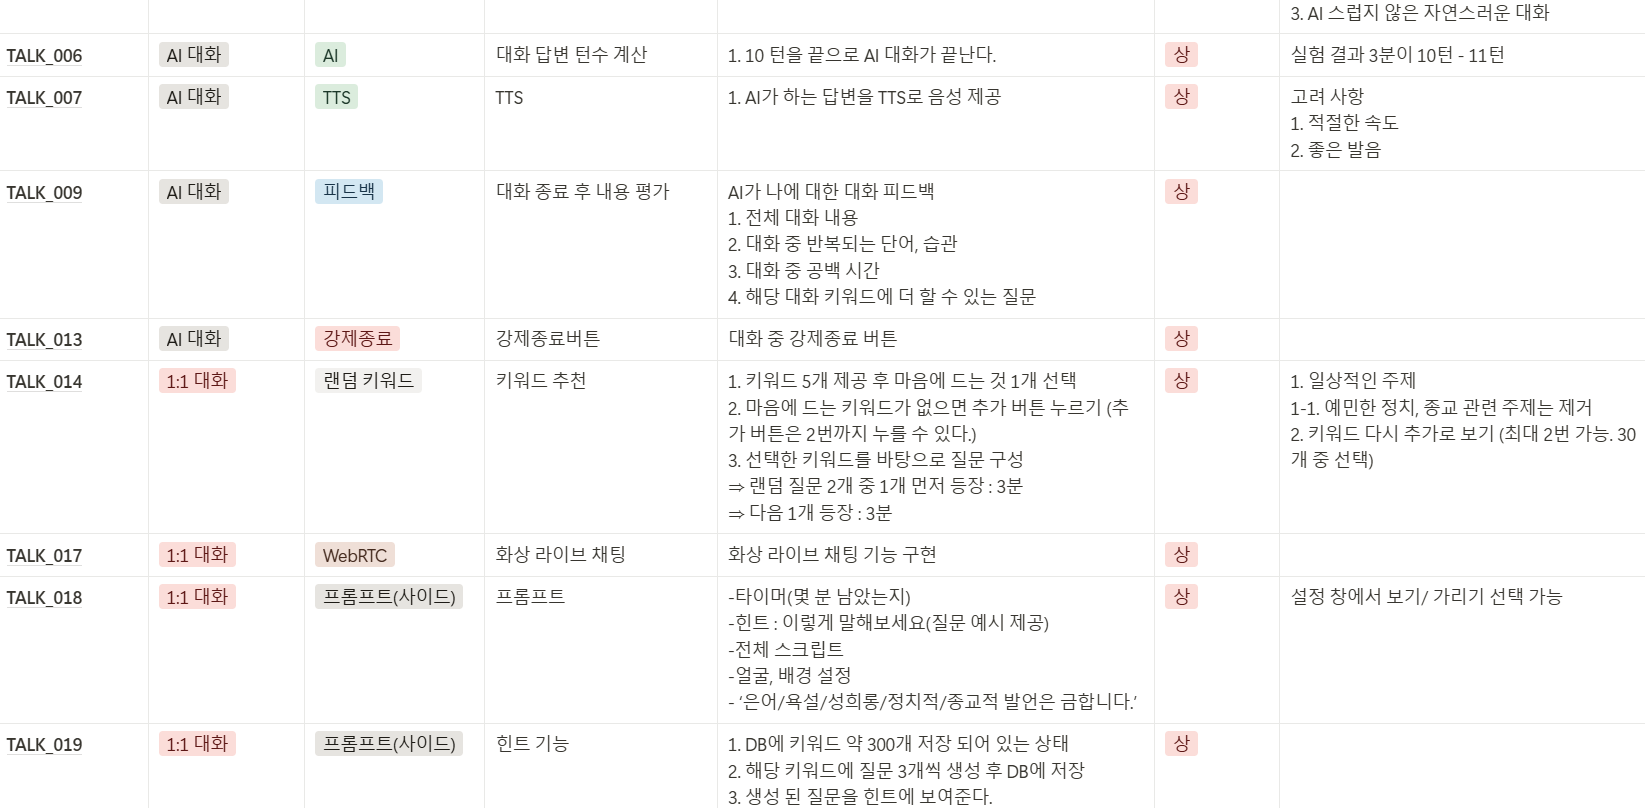 3. AI 스럽지 않은 자연스러운 대화
TALK_006 AI 대화 AI 대화 답변 턴수 계산 1. 10 턴을 끝으로 AI 대화가 끝난다. 상 실험 결과 3분이 10턴 - 11턴
TALK_007 AI 대화 TTS TTS 1. AI가 하는 답변을 TTS로 음성 제공 상 고려 사항
1. 적절한 속도
2. 좋은 발음
TALK_009 AI 대화 피드백 대화 종료 후 내용 평가 AI가 나에 대한 대화 피드백 상
1. 전체 대화 내용
2. 대화 중 반복되는 단어, 습관
3. 대화 중 공백 시간
4. 해당 대화 키워드에 더 할 수 있는 질문
TALK_013 AI 대화 강제종료 강제종료버튼 대화 중 강제종료 버튼 상
TALK_014 1:1 대화 랜덤 키워드 키워드 추천 1. 키워드 5개 제공 후 마음에 드는 것 1개 선택 상 1. 일상적인 주제
2. 마음에 드는 키워드가 없으면 추가 버튼 누르기 (추 1-1. 예민한 정치, 종교 관련 주제는 제거
가 버튼은 2번까지 누를 수 있다.) 2. 키워드 다시 추가로 보기 (최대 2번 가능. 30
3. 선택한 키워드를 바탕으로 질문 구성 개 중 선택)
⇒ 랜덤 질문 2개 중 1개 먼저 등장 : 3분
⇒ 다음 1개 등장 : 3분
TALK_017 1:1 대화 WebRTC 화상 라이브 채팅 화상 라이브 채팅 기능 구현 상
TALK_018 1:1 대화 프롬프트(사이드) 프롬프트 -타이머(몇 분 남았는지) 상 설정 창에서 보기/ 가리기 선택 가능
-힌트 : 이렇게 말해보세요(질문 예시 제공)
-전체 스크립트
-얼굴, 배경 설정
- ‘은어/욕설/성희롱/정치적/종교적 발언은 금합니다.’
TALK_019 1:1 대화 프롬프트(사이드) 힌트 기능 1. DB에 키워드 약 300개 저장 되어 있는 상태 상
2. 해당 키워드에 질문 3개씩 생성 후 DB에 저장
3. 생성 된 질문을 힌트에 보여준다.